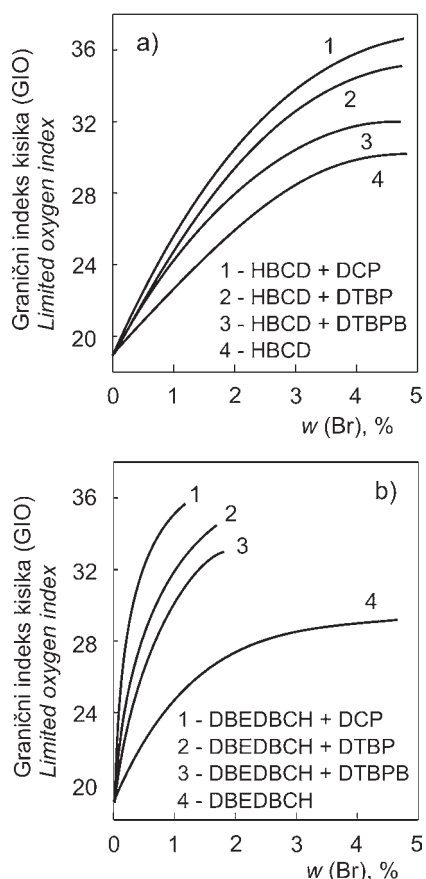 Granični indeks kisika (GIO)
Limited oxygen index
36
32
28
24
20
a)
1
2
3
4
1 - HBCD + DCP
2 - HBCD + DTBP
3 - HBCD + DTBPB
4 - HBCD
0 1 2 3 4 5
w (Br), %
Granični indeks kisika (GIO)
Limited oxygen index
36
32
28
24
20
b)
1
2
3
4
1 - DBEDBCH + DCP
2 - DBEDBCH + DTBP
3 - DBEDBCH + DTBPB
4 - DBEDBCH
0 1 2 3 4 5
w (Br), %